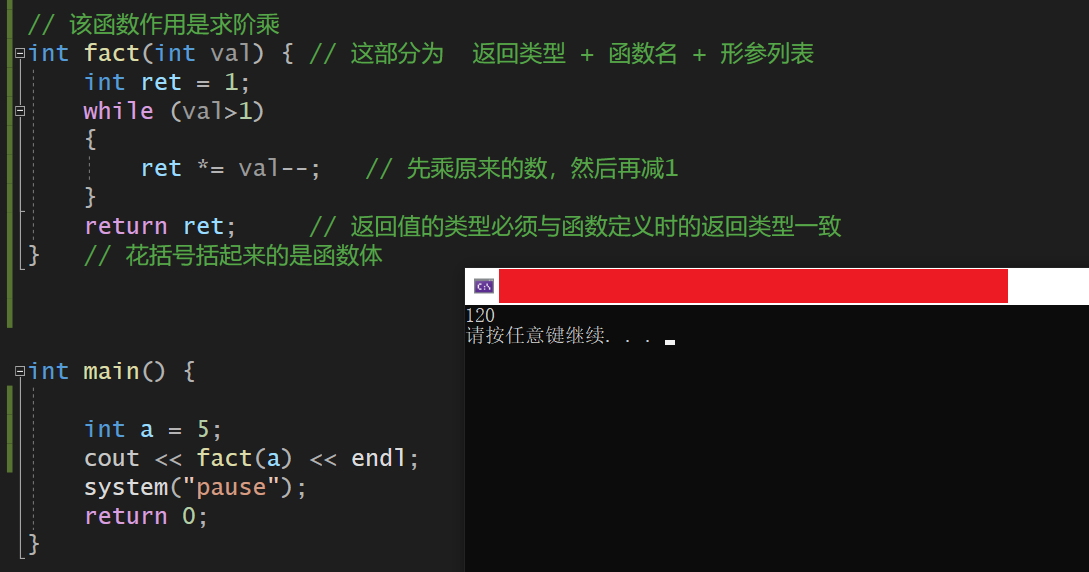 // 该函数作用是求阶乘
int fact(int val) { // 这部分为  返回类型 + 函数名 + 形参列表
    int ret = 1;
    while (val>1)
    {
        ret *= val--;   // 先乘原来的数，然后再减1
    }
    return ret;     // 返回值的类型必须与函数定义时的返回类型一致
}   // 花括号括起来的是函数体
int main() {
    int a = 5;
    cout << fact(a) << endl;
    system("pause");
    return 0;
}
C:\
120
请按任意键继续. . .